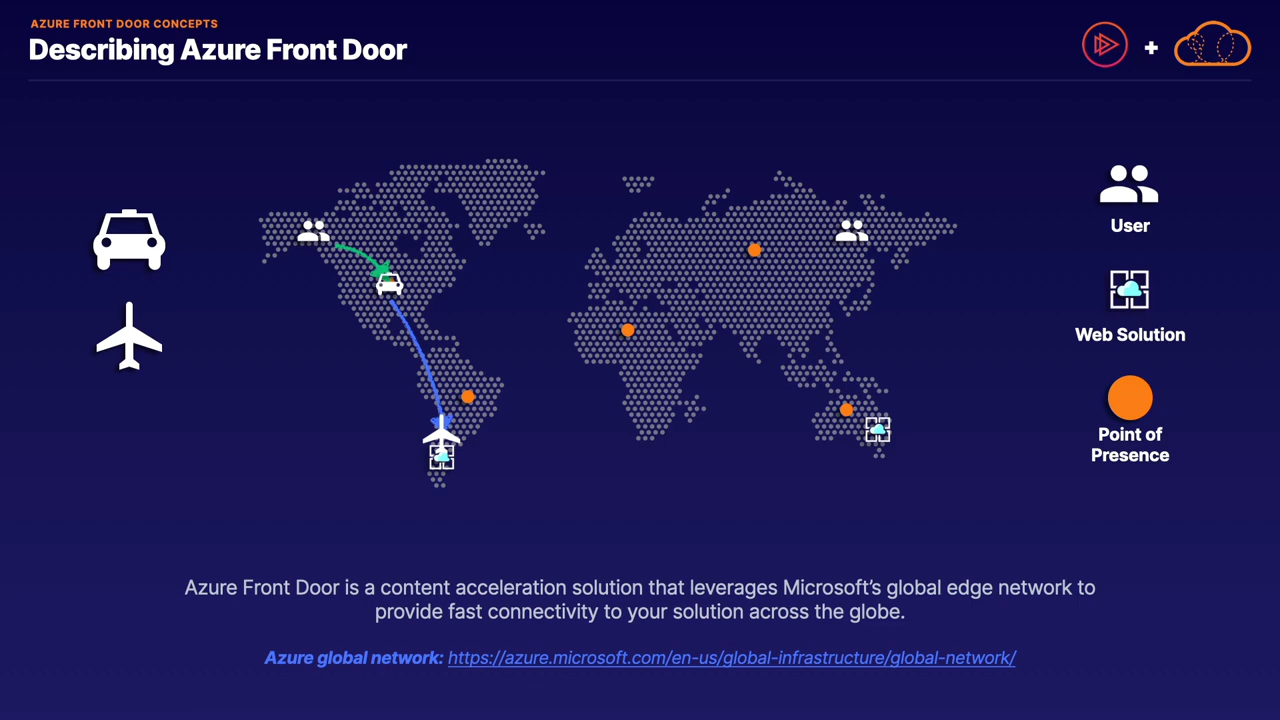 AZURE FRONT DOOR CONCEPTS
Describing Azure Front Door
+
User
Web Solution
Point of
Presence
Azure Front Door is a content acceleration solution that leverages Microsoft’s global edge network to
provide fast connectivity to your solution across the globe.
Azure global network: https://azure.microsoft.com/en-us/global-infrastructure/global-network/